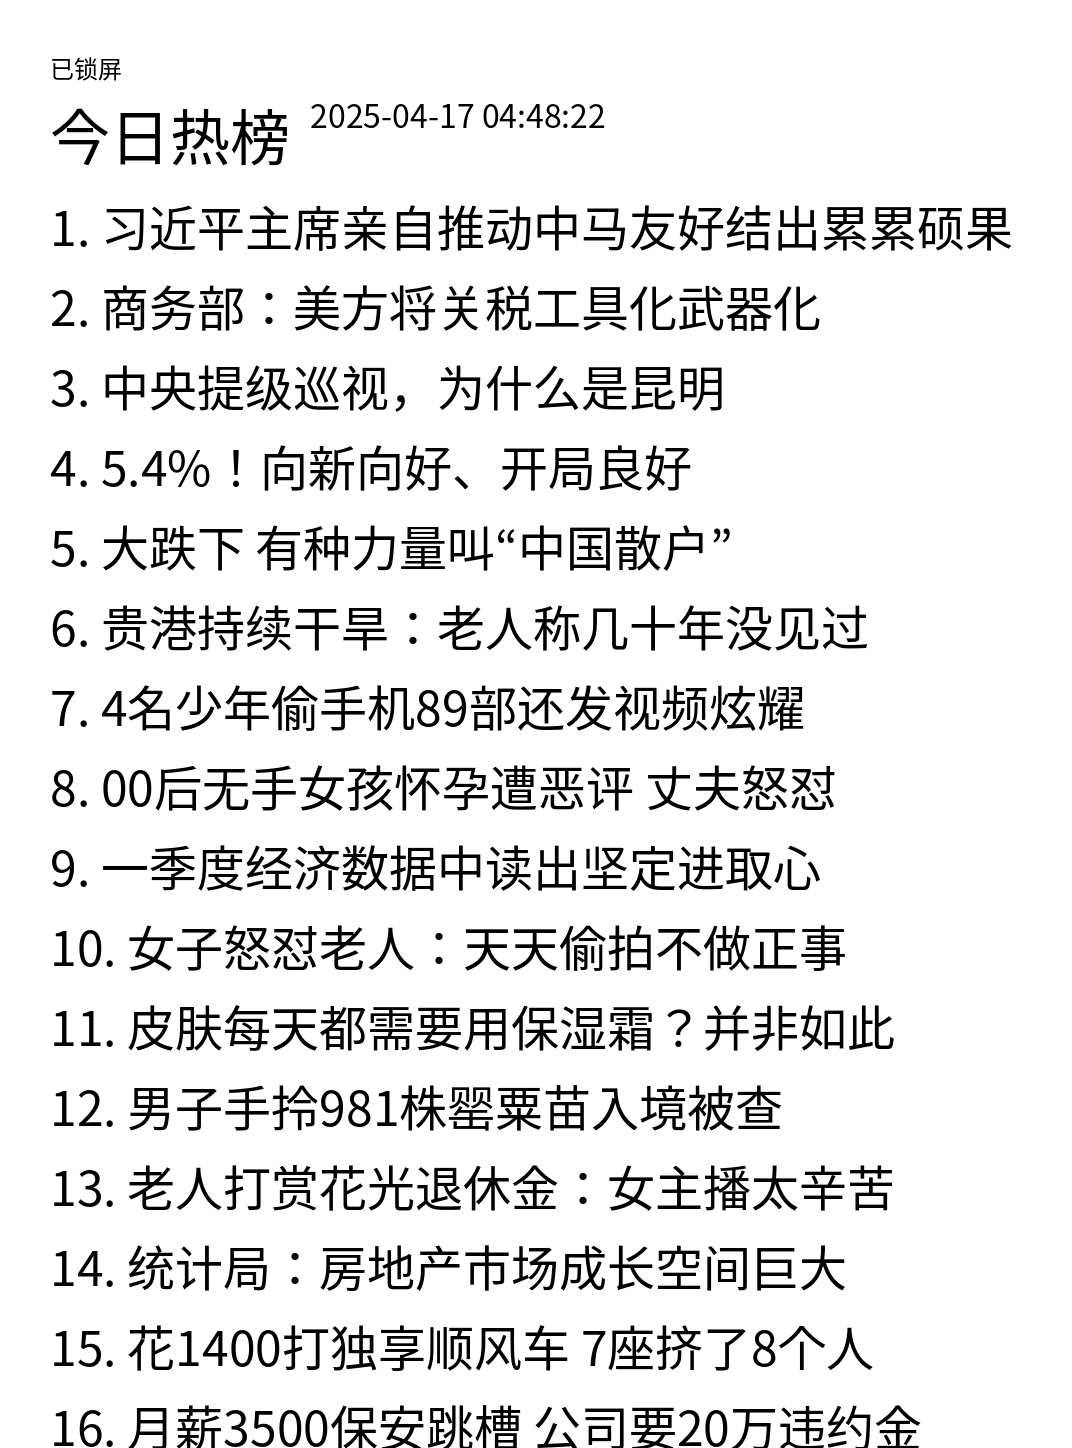 已锁屏
今日热榜 2025-04-17 04:48:22
1. 习近平主席亲自推动中马友好结出累累硕果
2. 商务部：美方将关税工具化武器化
3. 中央提级巡视，为什么是昆明
4. 5.4%！向新向好、开局良好
5. 大跌下 有种力量叫“中国散户”
6. 贵港持续干旱：老人称几十年没见过
7. 4名少年偷手机89部还发视频炫耀
8. 00后无手女孩怀孕遭恶评 丈夫怒怼
9. 一季度经济数据中读出坚定进取心
10. 女子怒怼老人：天天偷拍不做正事
11. 皮肤每天都需要用保湿霜？并非如此
12. 男子手拎981株罂粟苗入境被查
13. 老人打赏花光退休金：女主播太辛苦
14. 统计局：房地产市场成长空间巨大
15. 花1400打独享顺风车 7座挤了8个人
16. 月薪3500保安跳槽 公司要20万违约金